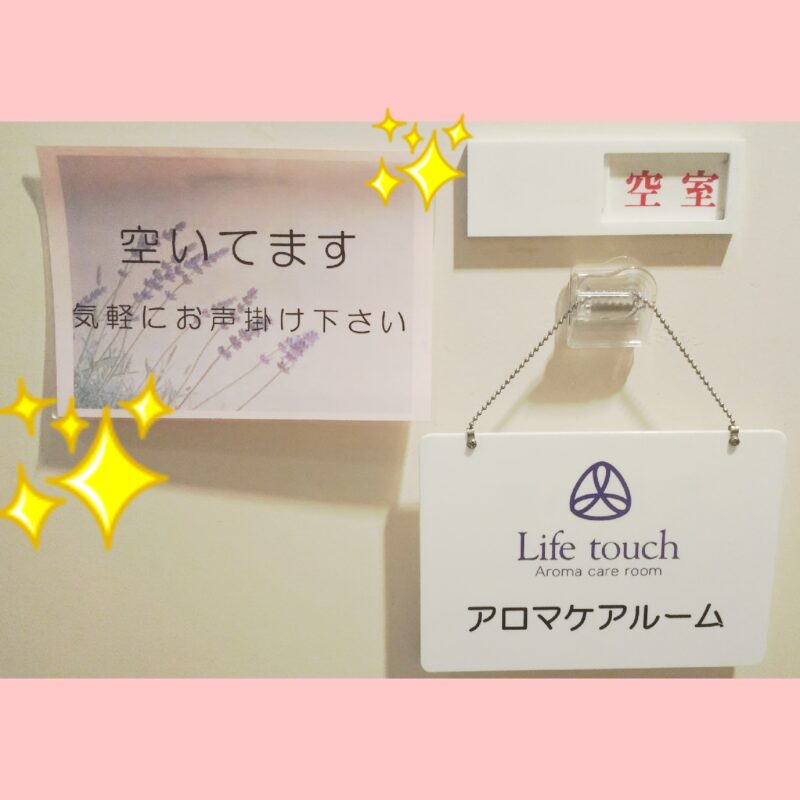 空いてます
気軽にお声掛け下さい
空室
Life touch
Aroma care room
アロマケアルーム